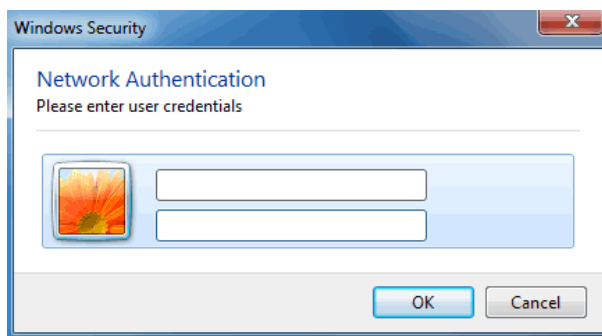 Windows Security
Network Authentication
Please enter user credentials
OK Cancel